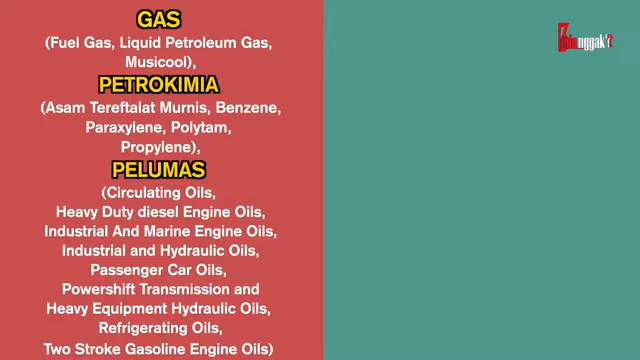 GAS
(Fuel Gas, Liquid Petroleum Gas,
Musicool),
PETROKIMIA
(Asam Tereftalat Murnis, Benzene,
Paraxylene, Polytam,
Propylene),
PELUMAS
(Circulating Oils,
Heavy Duty diesel Engine Oils,
Industrial And Marine Engine Oils,
Industrial and Hydraulic Oils,
Passenger Car Oils,
Powershift Transmission and
Heavy Equipment Hydraulic Oils,
Refrigerating Oils,
Two Stroke Gasoline Engine Oils)